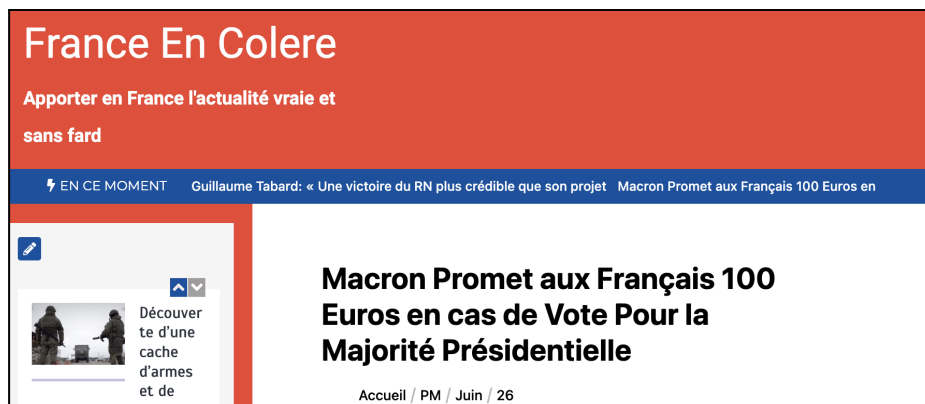 France En Colere
Apporter en France l'actualité vraie et
sans fard
EN CE MOMENT Guillaume Tabard: « Une victoire du RN plus crédible que son projet Macron Promet aux Français 100 Euros en
Découver
te d'une
cache
d'armes
et de
Macron Promet aux Français 100
Euros en cas de Vote Pour la
Majorité Présidentielle
Accueil / PM / Juin / 26